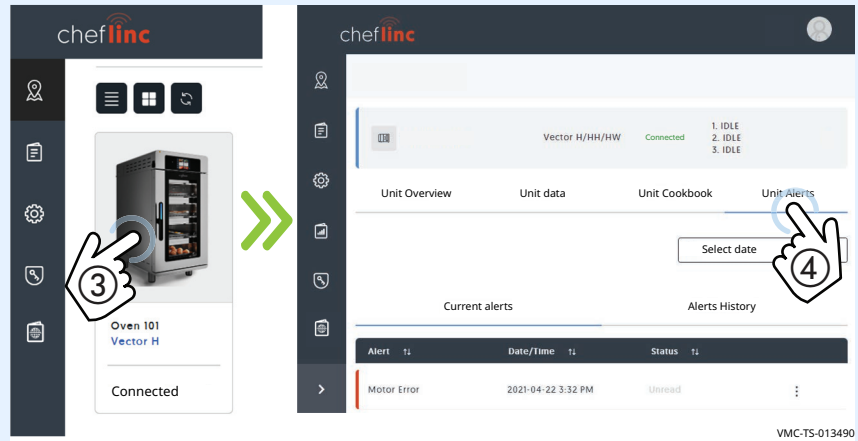 cheflinc
Oven 101
Vector H
Connected
3
cheflinc
Vector H/HH/HW
Connected
1. IDLE
2. IDLE
3. IDLE
Unit Overview
Unit data
Unit Cookbook
Unit Alerts
Select date
4
Current alerts
Alerts History
Alert
Date/Time
Status
Motor Error
2021-04-22 3:32 PM
Unread
VMC-TS-013490